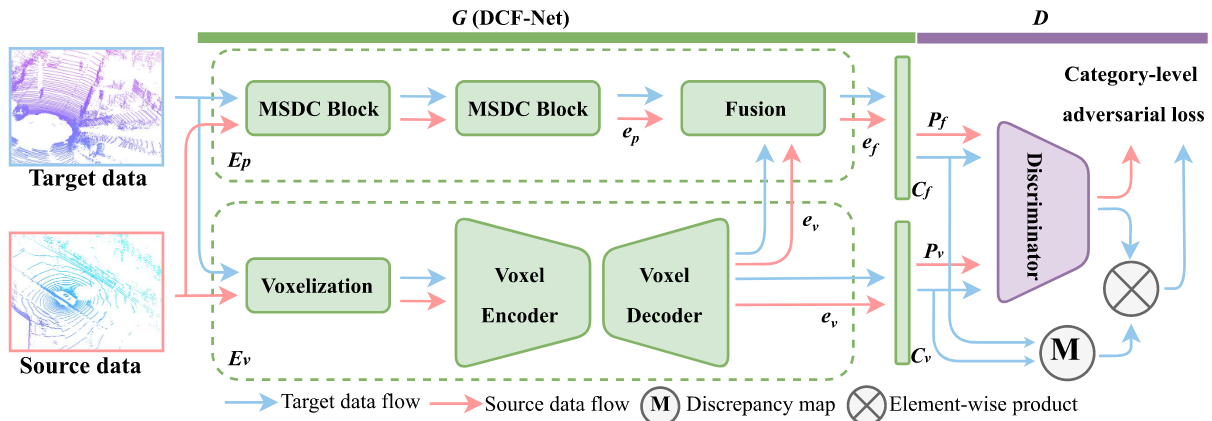 G (DCF-Net)
D
Target data
MSDC Block
MSDC Block
Fusion
e_p
e_f
E_p
C_f
P_f
Category-level
adversarial loss
Discriminator
Source data
Voxelization
Voxel
Encoder
Voxel
Decoder
e_v
e_v
E_v
C_v
P_v
M
Target data flow
Source data flow
M
Discrepancy map
Element-wise product